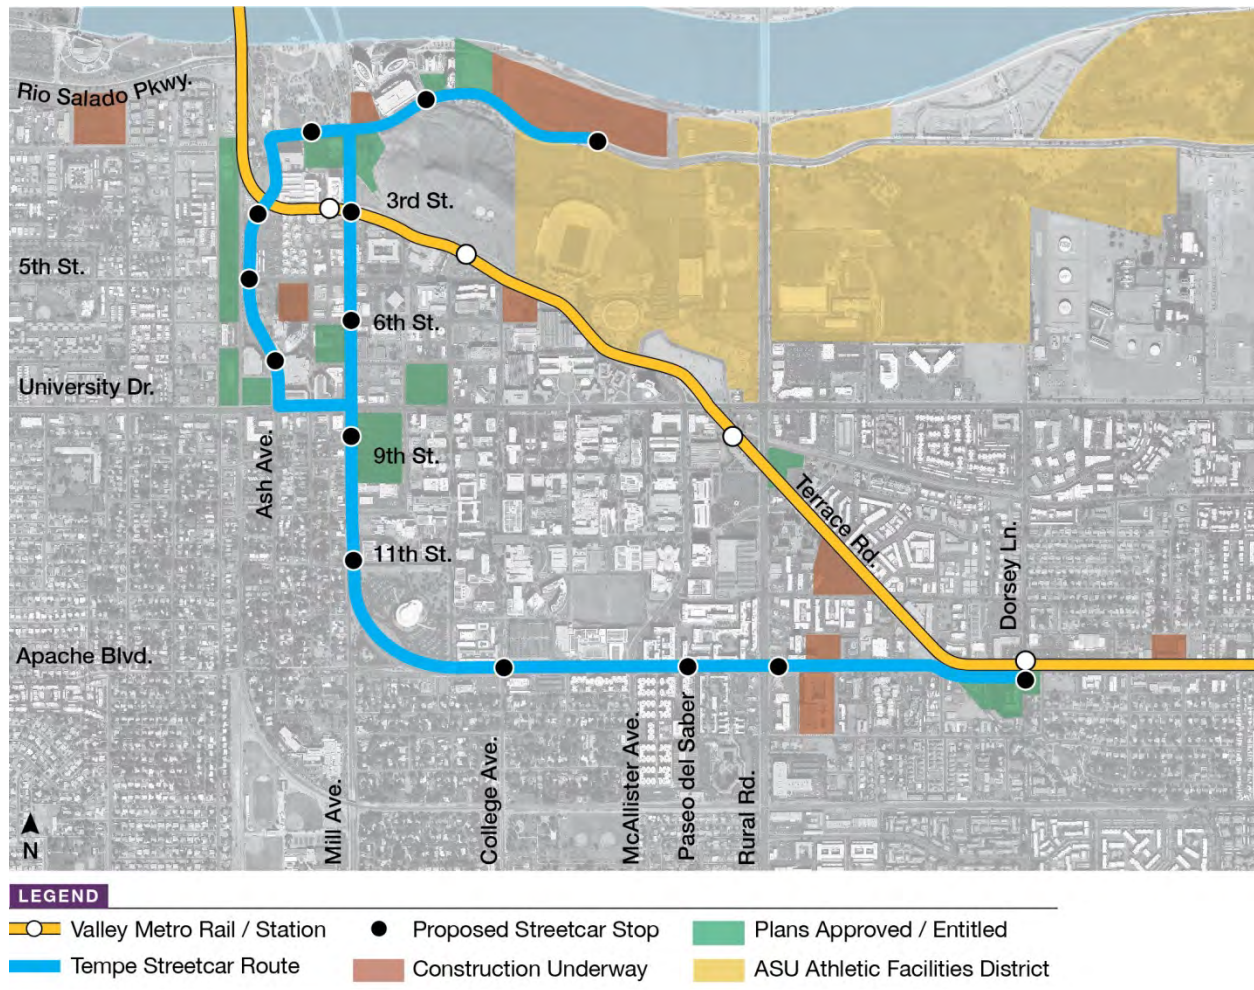 Rio Salado Pkwy.
3rd St.
5th St.
6th St.
University Dr.
9th St.
Ash Ave.
Terrace Rd.
11th St.
Dorsey Ln.
Apache Blvd.
Mill Ave.
College Ave.
McAllister Ave.
Paseo del Saber
Rural Rd.
N
LEGEND
Valley Metro Rail / Station
Proposed Streetcar Stop
Plans Approved / Entitled
Tempe Streetcar Route
Construction Underway
ASU Athletic Facilities District